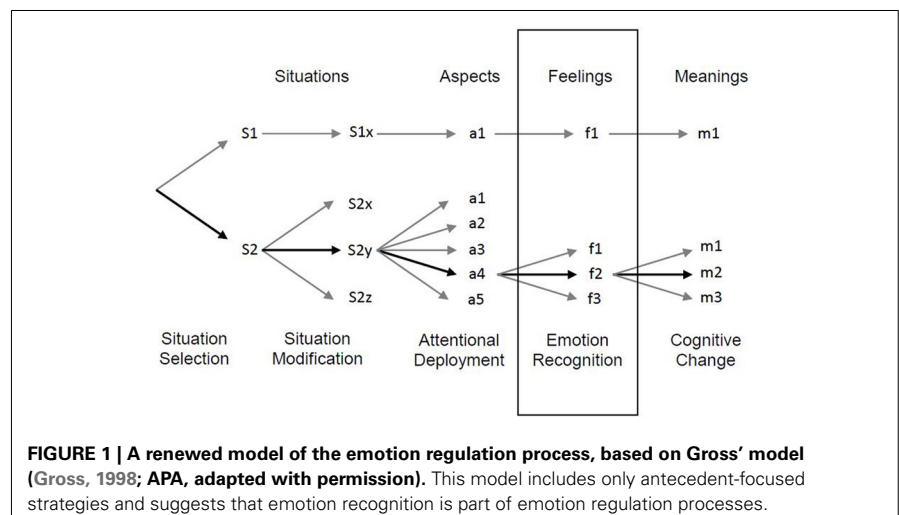 Situations Aspects Feelings Meanings
S1 S1x a1 f1 m1
a1
S2x
a2
S2 S2y a3 f1 m1
a4 f2 m2
S2z a5 f3 m3
Situation Situation Attentional Emotion Cognitive
Selection Modification Deployment Recognition Change
FIGURE 1 | A renewed model of the emotion regulation process, based on Gross' model
(Gross, 1998; APA, adapted with permission). This model includes only antecedent-focused
strategies and suggests that emotion recognition is part of emotion regulation processes.